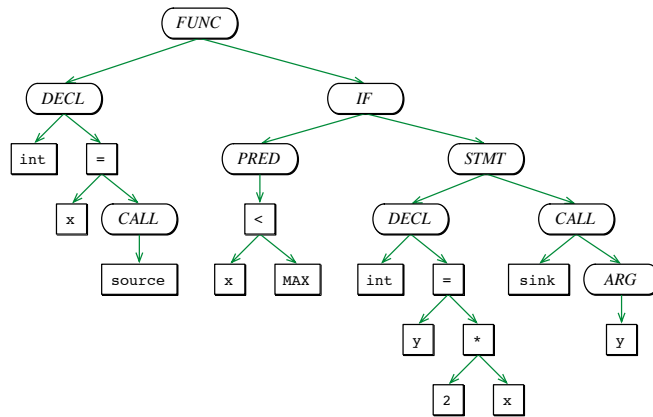 FUNC
DECL IF
int = PRED STMT
x CALL < DECL CALL
source x MAX int = sink ARG
y * y
2 x